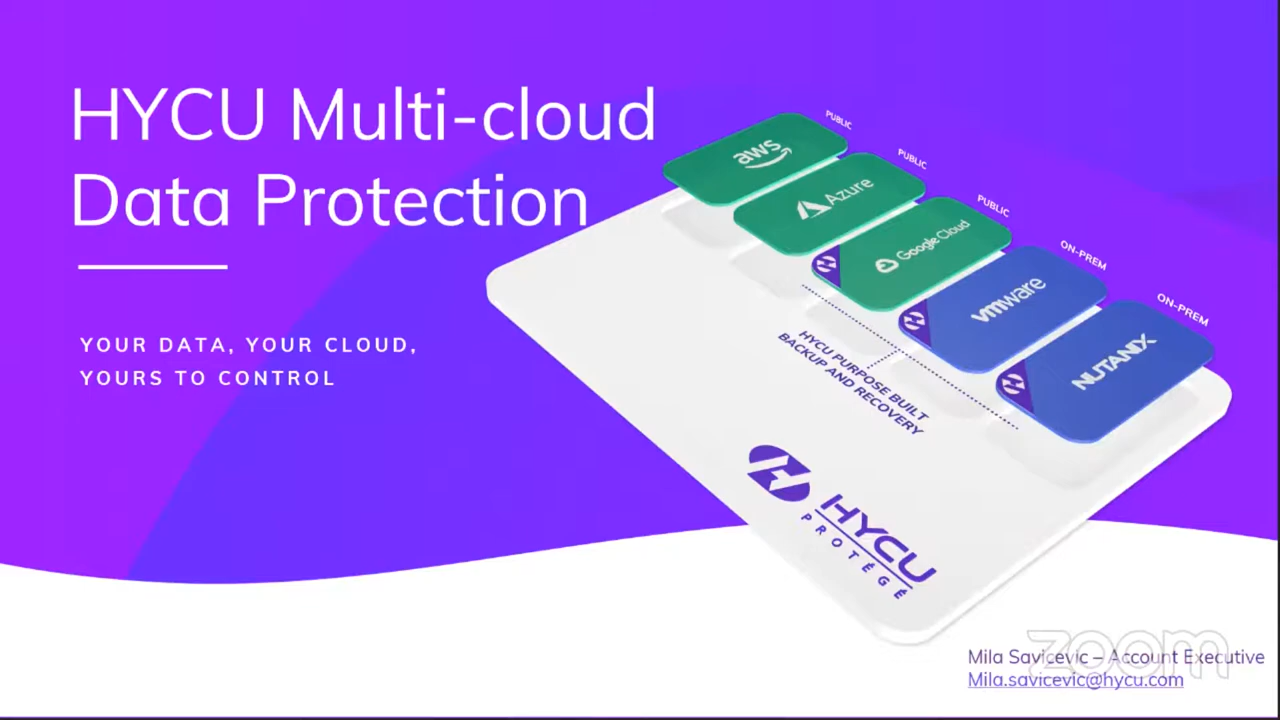 HYCU Multi-cloud
Data Protection
YOUR DATA, YOUR CLOUD,
YOURS TO CONTROL
PUBLIC
aws
PUBLIC
Azure
PUBLIC
Google Cloud
ON-PREM
vmware
ON-PREM
NUTANIX
HYCU PURPOSE BUILT
BACKUP AND RECOVERY
HYCU
PROTÉGÉ
zoom
Mila Savicevic – Account Executive
Mila.savicevic@hycu.com